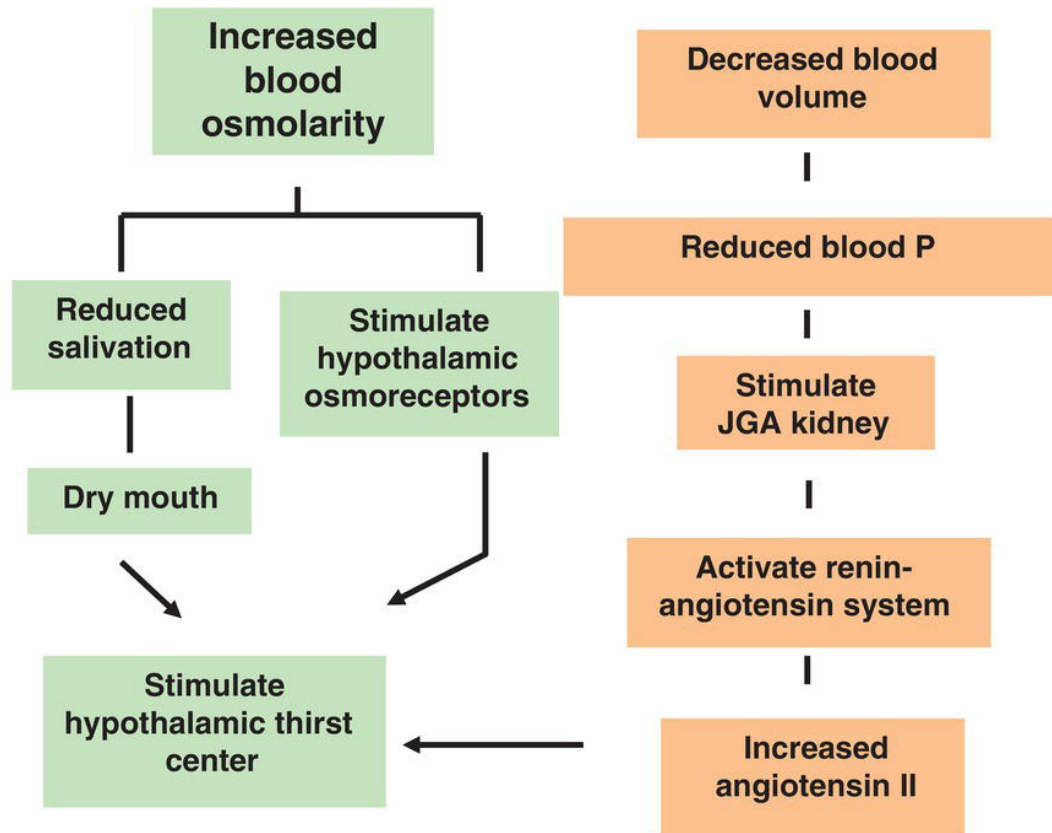 Increased
blood
osmolarity
Decreased blood
volume
Reduced blood P
Reduced
salivation
Stimulate
hypothalamic
osmoreceptors
Stimulate
JGA kidney
Dry mouth
Activate renin-
angiotensin system
Stimulate
hypothalamic thirst
center
Increased
angiotensin II